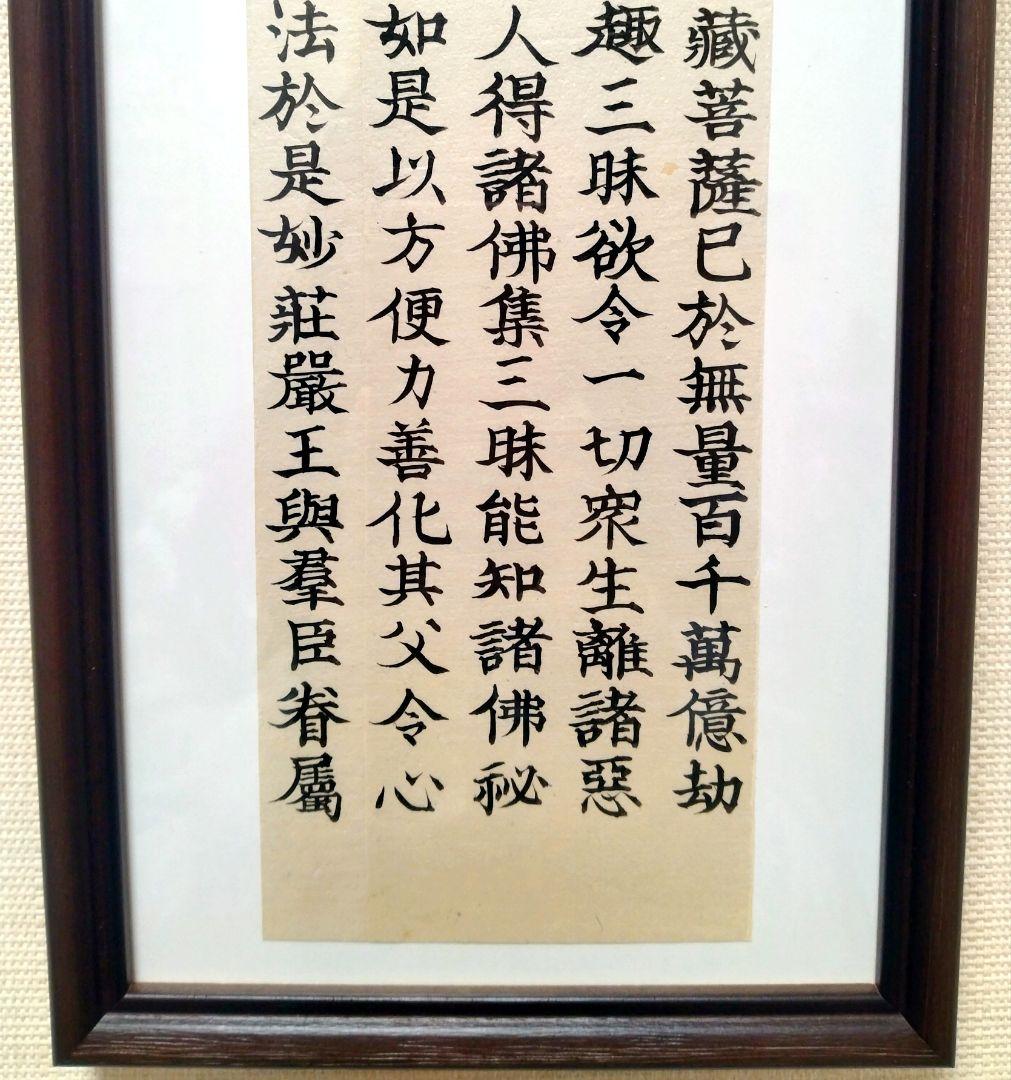 藏菩薩已於無量百千萬億劫
趣三昧欲令一切衆生離諸惡
人得諸佛集三昧能知諸佛祕
如是以方便力善化其父令心
法於是妙莊嚴王與羣臣眷屬